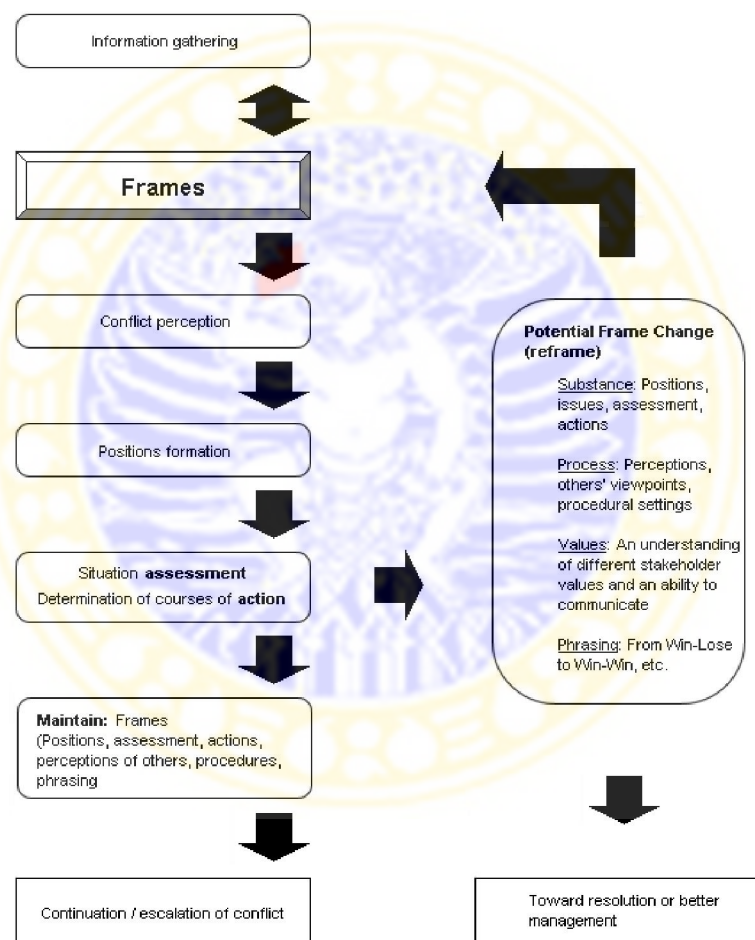 Information gathering
Frames
Conflict perception
Positions formation
Situation assessment
Determination of courses of action
Maintain: Frames
(Positions, assessment, actions,
perceptions of others, procedures,
phrasing
Continuation / escalation of conflict
Potential Frame Change
(reframe)
Substance: Positions,
issues, assessment,
actions
Process: Perceptions,
others' viewpoints,
procedural settings
Values: An understanding
of different stakeholder
values and an ability to
communicate
Phrasing: From Win-Lose
to Win-Win, etc.
Toward resolution or better
management